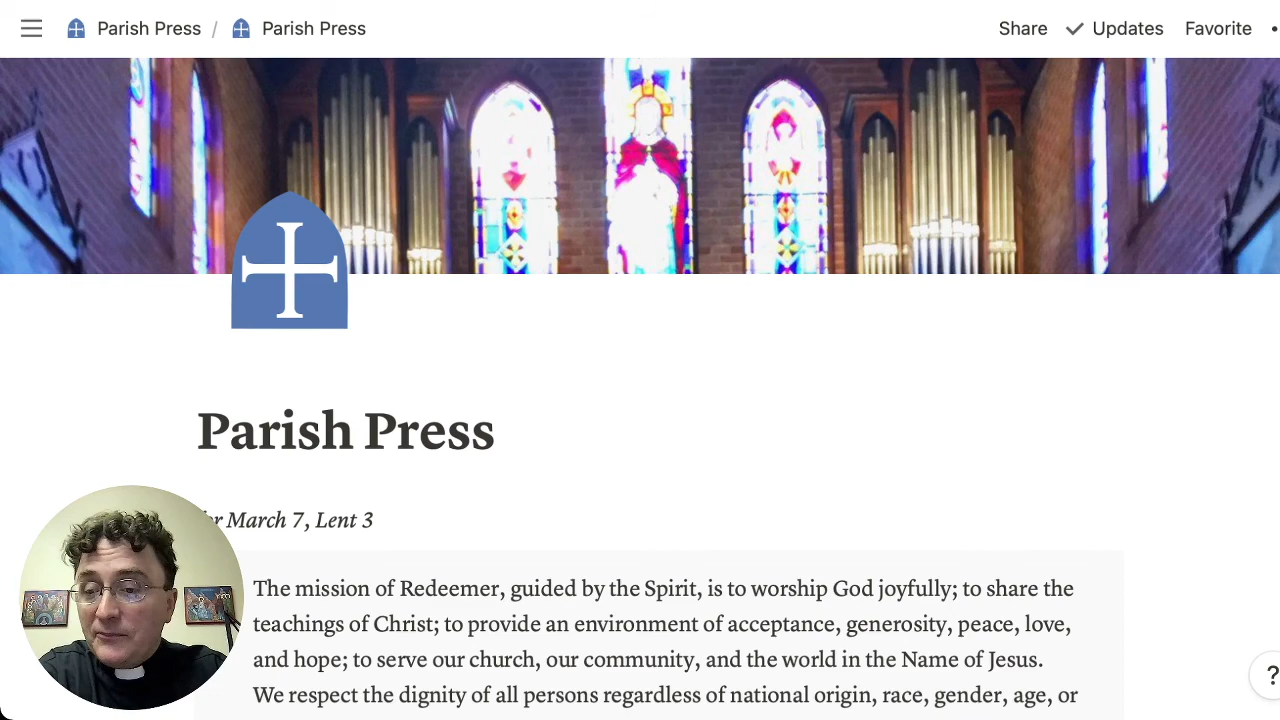 Parish Press / Parish Press Share Updates Favorite
Parish Press
March 7, Lent 3
The mission of Redeemer, guided by the Spirit, is to worship God joyfully; to share the
teachings of Christ; to provide an environment of acceptance, generosity, peace, love,
and hope; to serve our church, our community, and the world in the Name of Jesus.
We respect the dignity of all persons regardless of national origin, race, gender, age, or
?